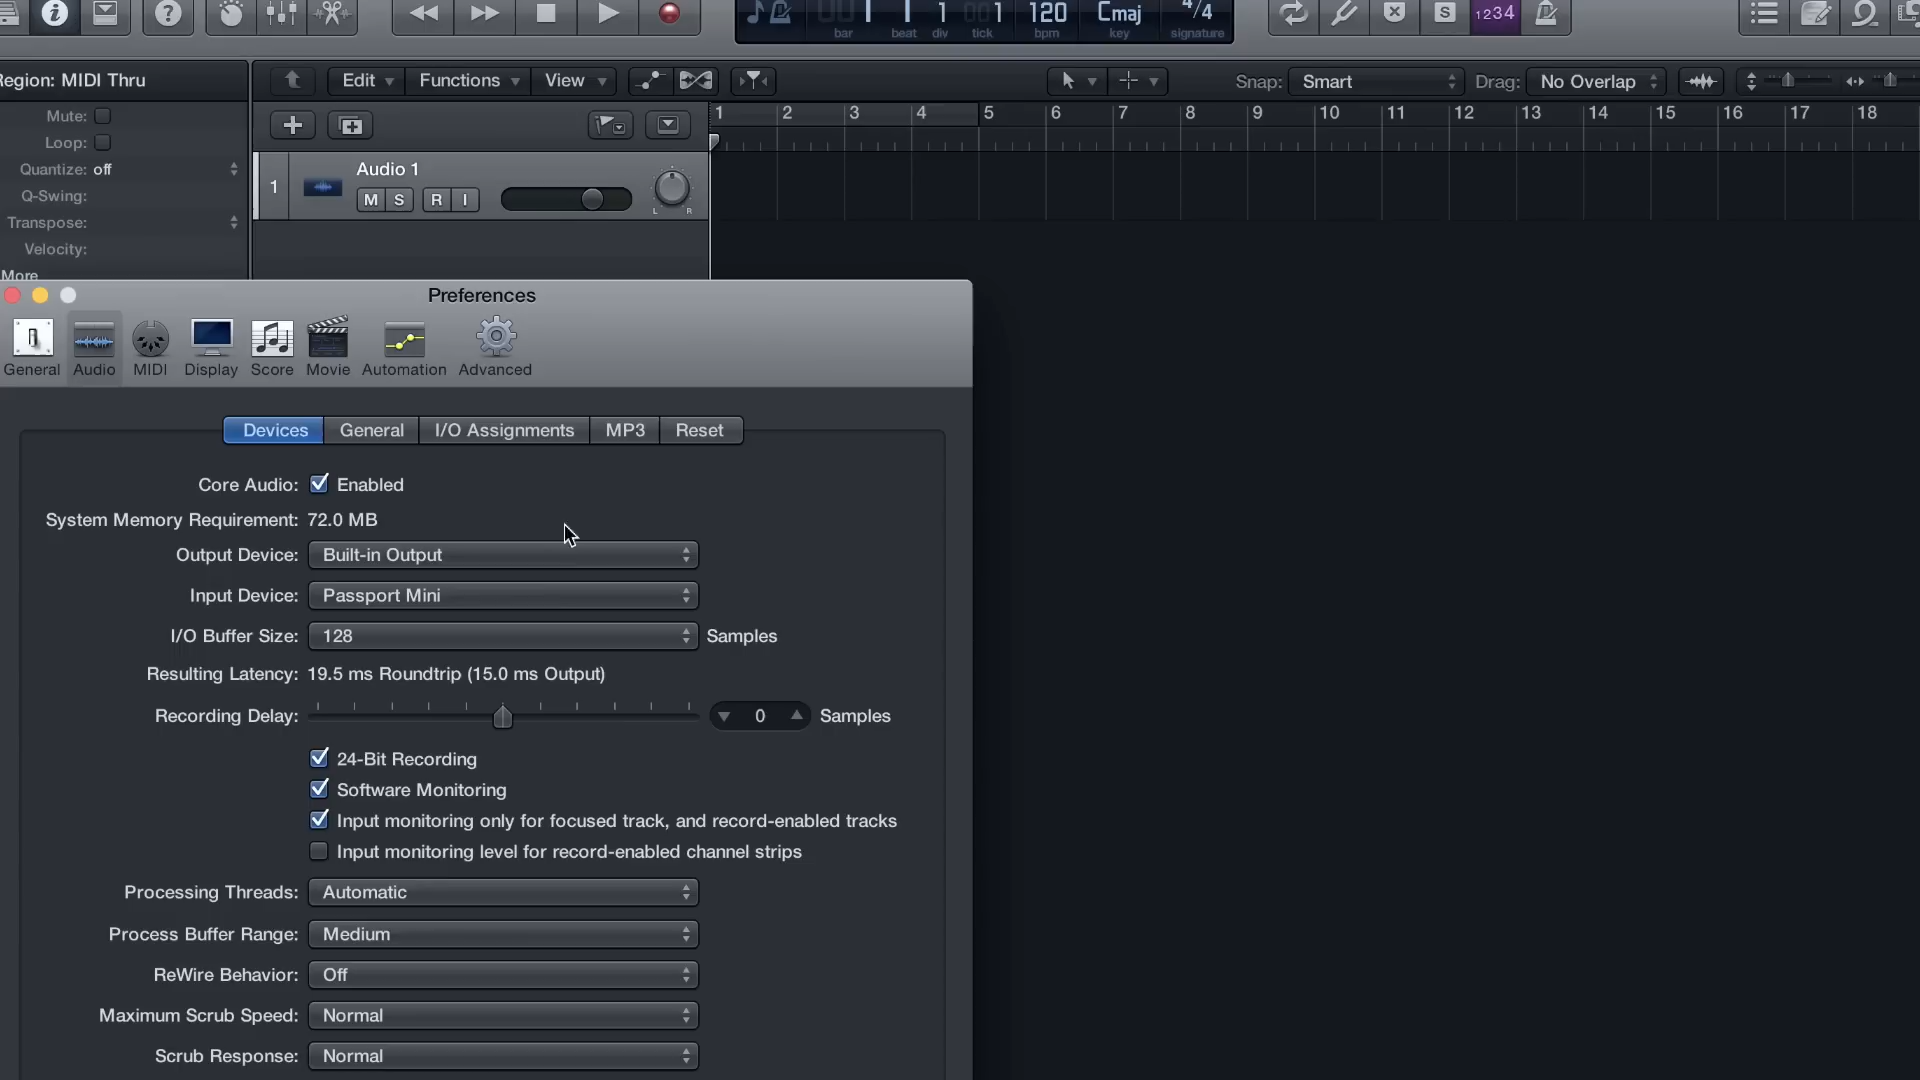 1 1 120 Cmaj 4/4
bar beat div tick bpm key signature
1234
Region: MIDI Thru
Edit Functions View
Snap: Smart Drag: No Overlap
Mute:
Loop:
Quantize: off
Q-Swing:
Transpose:
Velocity:
More
1 2 3 4 5 6 7 8 9 10 11 12 13 14 15 16 17 18
1 Audio 1
M S R I
L R
Preferences
General Audio MIDI Display Score Movie Automation Advanced
Devices General I/O Assignments MP3 Reset
Core Audio: Enabled
System Memory Requirement: 72.0 MB
Output Device: Built-in Output
Input Device: Passport Mini
I/O Buffer Size: 128 Samples
Resulting Latency: 19.5 ms Roundtrip (15.0 ms Output)
Recording Delay: 0 Samples
24-Bit Recording
Software Monitoring
Input monitoring only for focused track, and record-enabled tracks
Input monitoring level for record-enabled channel strips
Processing Threads: Automatic
Process Buffer Range: Medium
ReWire Behavior: Off
Maximum Scrub Speed: Normal
Scrub Response: Normal